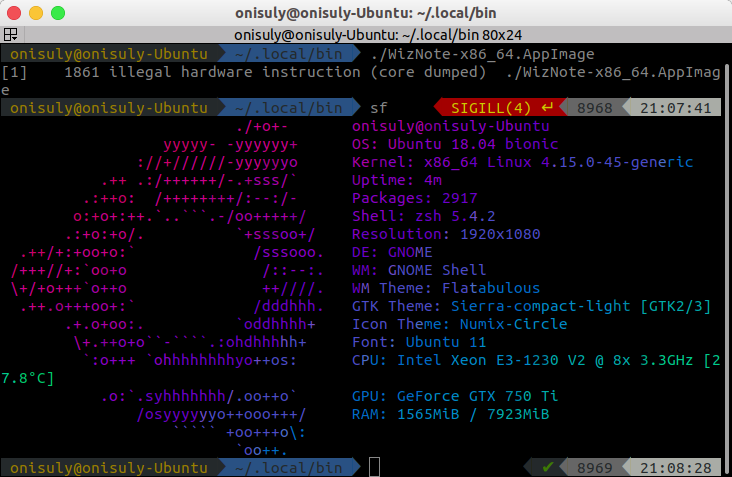 onisuly@onisuly-Ubuntu: ~/.local/bin
onisuly@onisuly-Ubuntu: ~/.local/bin 80x24
onisuly@onisuly-Ubuntu ~/.local/bin ./WizNote-x86_64.AppImage
[1]    1861 illegal hardware instruction (core dumped)  ./WizNote-x86_64.AppImag
e
onisuly@onisuly-Ubuntu ~/.local/bin sf SIGILL(4) ↵ 8968 21:07:41
./+o+- onisuly@onisuly-Ubuntu
yyyyy- -yyyyyy+ OS: Ubuntu 18.04 bionic
://+//////-yyyyyyo Kernel: x86_64 Linux 4.15.0-45-generic
.++ .:/++++++/-.+sss/` Uptime: 4m
.:++o:  /++++++++/:--:/- Packages: 2917
o:+o+:++.`..```.-/oo+++++/ Shell: zsh 5.4.2
.:+o:+o/.          `+sssoo+/ Resolution: 1920x1080
.++/+:+oo+o:`             /sssooo. DE: GNOME
/+++//+:`oo+o               /::--:. WM: GNOME Shell
\+/+o+++`o++o               ++////. WM Theme: Flatabulous
.++.o+++oo+:`             /dddhhh. GTK Theme: Sierra-compact-light [GTK2/3]
.+.o+oo:.          `oddhhhh+ Icon Theme: Numix-Circle
\+.++o+o``-````.:ohdhhhhh+ Font: Ubuntu 11
`:o+++ `ohhhhhhhhyo++os: CPU: Intel Xeon E3-1230 V2 @ 8x 3.3GHz [2
7.8°C]
.o:`.syhhhhhhh/.oo++o` GPU: GeForce GTX 750 Ti
/osyyyyyyo++ooo+++/ RAM: 1565MiB / 7923MiB
````` +oo+++o\:
`oo++.
onisuly@onisuly-Ubuntu ~/.local/bin ✔ 8969 21:08:28